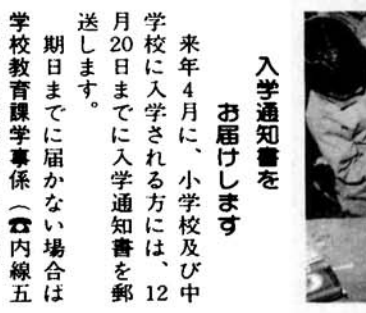 入学通知書を
お届けします
来年4月に、小学校及び中
学校に入学される方には、12
月20日までに入学通知書を郵
送します。
期日までに届かない場合は
学校教育課学事係（☎内線五